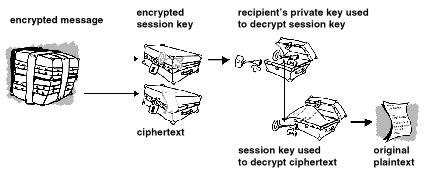 encrypted message
encrypted
session key
recipient's private key used
to decrypt session key
ciphertext
session key used
to decrypt ciphertext
original
plaintext